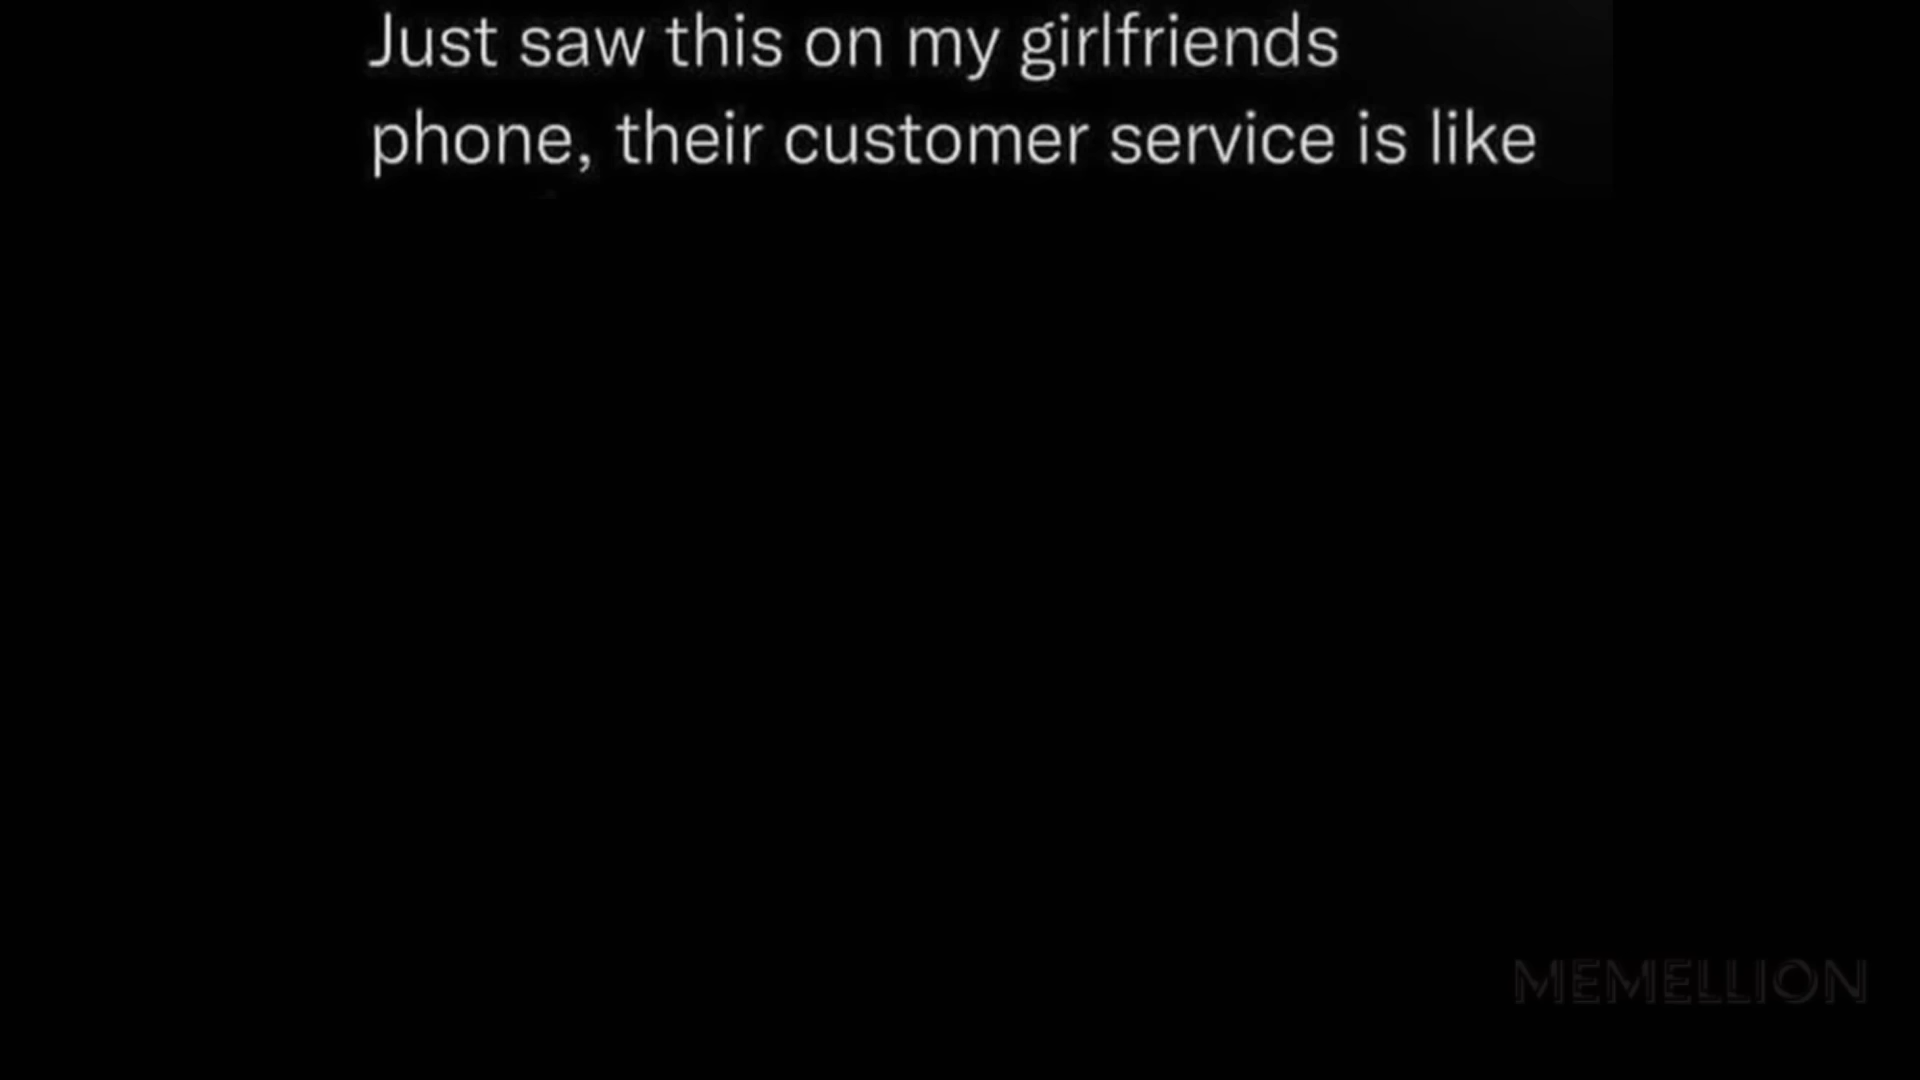 Just saw this on my girlfriends
phone, their customer service is like
MEMELLION